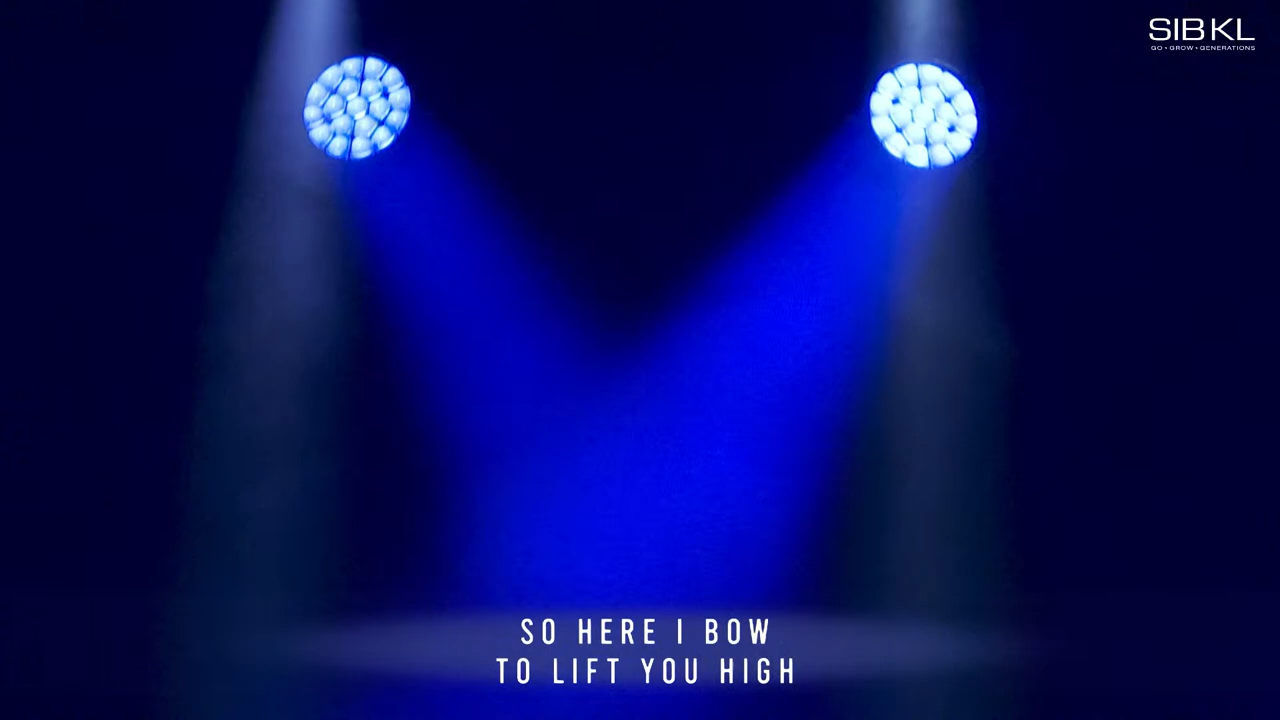 SIBKL
GO • GROW • GENERATIONS
SO HERE I BOW
TO LIFT YOU HIGH